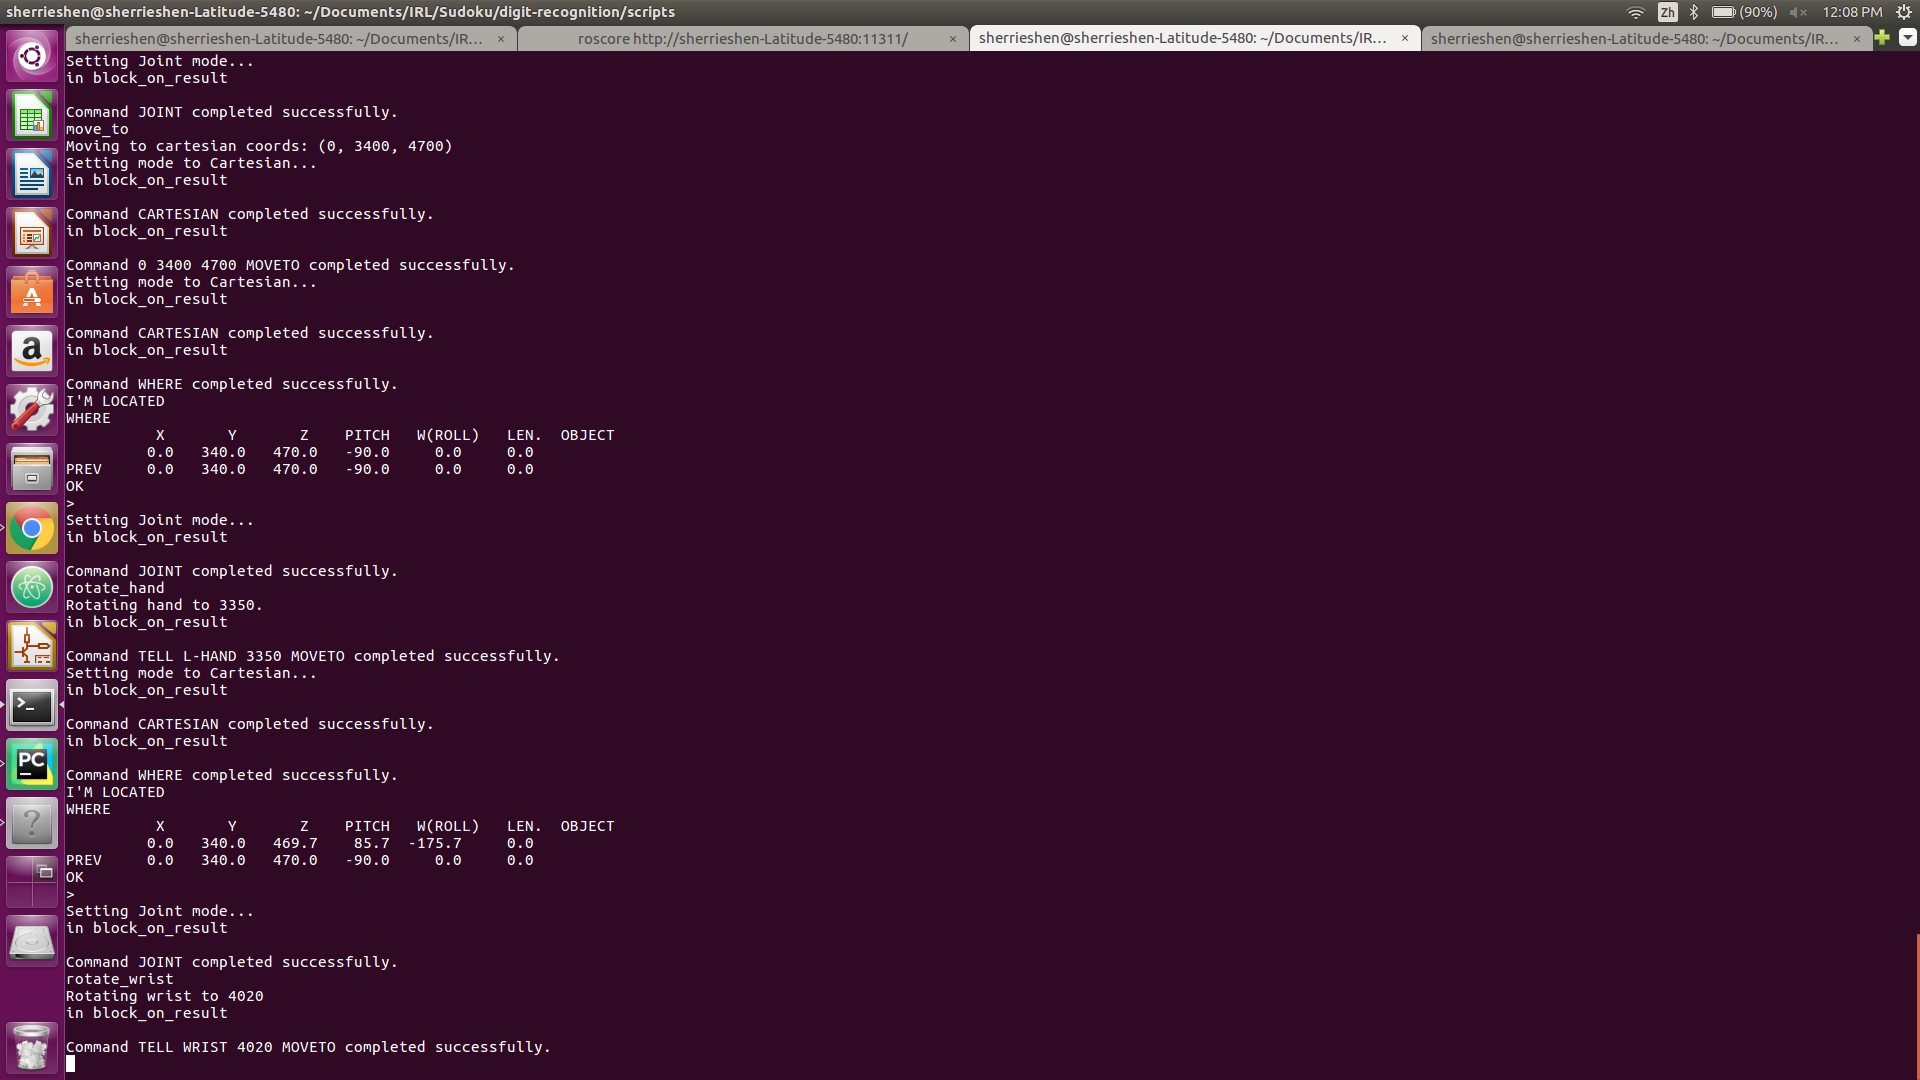 sherrieshen@sherrieshen-Latitude-5480: ~/Documents/IRL/Sudoku/digit-recognition/scripts
Zh (90%) 12:08 PM
sherrieshen@sherrieshen-Latitude-5480: ~/Documents/IR... ×
roscore http://sherrieshen-Latitude-5480:11311/ ×
sherrieshen@sherrieshen-Latitude-5480: ~/Documents/IR... ×
sherrieshen@sherrieshen-Latitude-5480: ~/Documents/IR... ×
Setting Joint mode...
in block_on_result
Command JOINT completed successfully.
move_to
Moving to cartesian coords: (0, 3400, 4700)
Setting mode to Cartesian...
in block_on_result
Command CARTESIAN completed successfully.
in block_on_result
Command 0 3400 4700 MOVETO completed successfully.
Setting mode to Cartesian...
in block_on_result
Command CARTESIAN completed successfully.
in block_on_result
Command WHERE completed successfully.
I'M LOCATED
WHERE
X Y Z PITCH W(ROLL) LEN. OBJECT
0.0 340.0 470.0 -90.0 0.0 0.0
PREV 0.0 340.0 470.0 -90.0 0.0 0.0
OK
>
Setting Joint mode...
in block_on_result
Command JOINT completed successfully.
rotate_hand
Rotating hand to 3350.
in block_on_result
Command TELL L-HAND 3350 MOVETO completed successfully.
Setting mode to Cartesian...
in block_on_result
Command CARTESIAN completed successfully.
in block_on_result
Command WHERE completed successfully.
I'M LOCATED
WHERE
X Y Z PITCH W(ROLL) LEN. OBJECT
0.0 340.0 469.7 85.7 -175.7 0.0
PREV 0.0 340.0 470.0 -90.0 0.0 0.0
OK
>
Setting Joint mode...
in block_on_result
Command JOINT completed successfully.
rotate_wrist
Rotating wrist to 4020
in block_on_result
Command TELL WRIST 4020 MOVETO completed successfully.
A
a
>_
PC
?